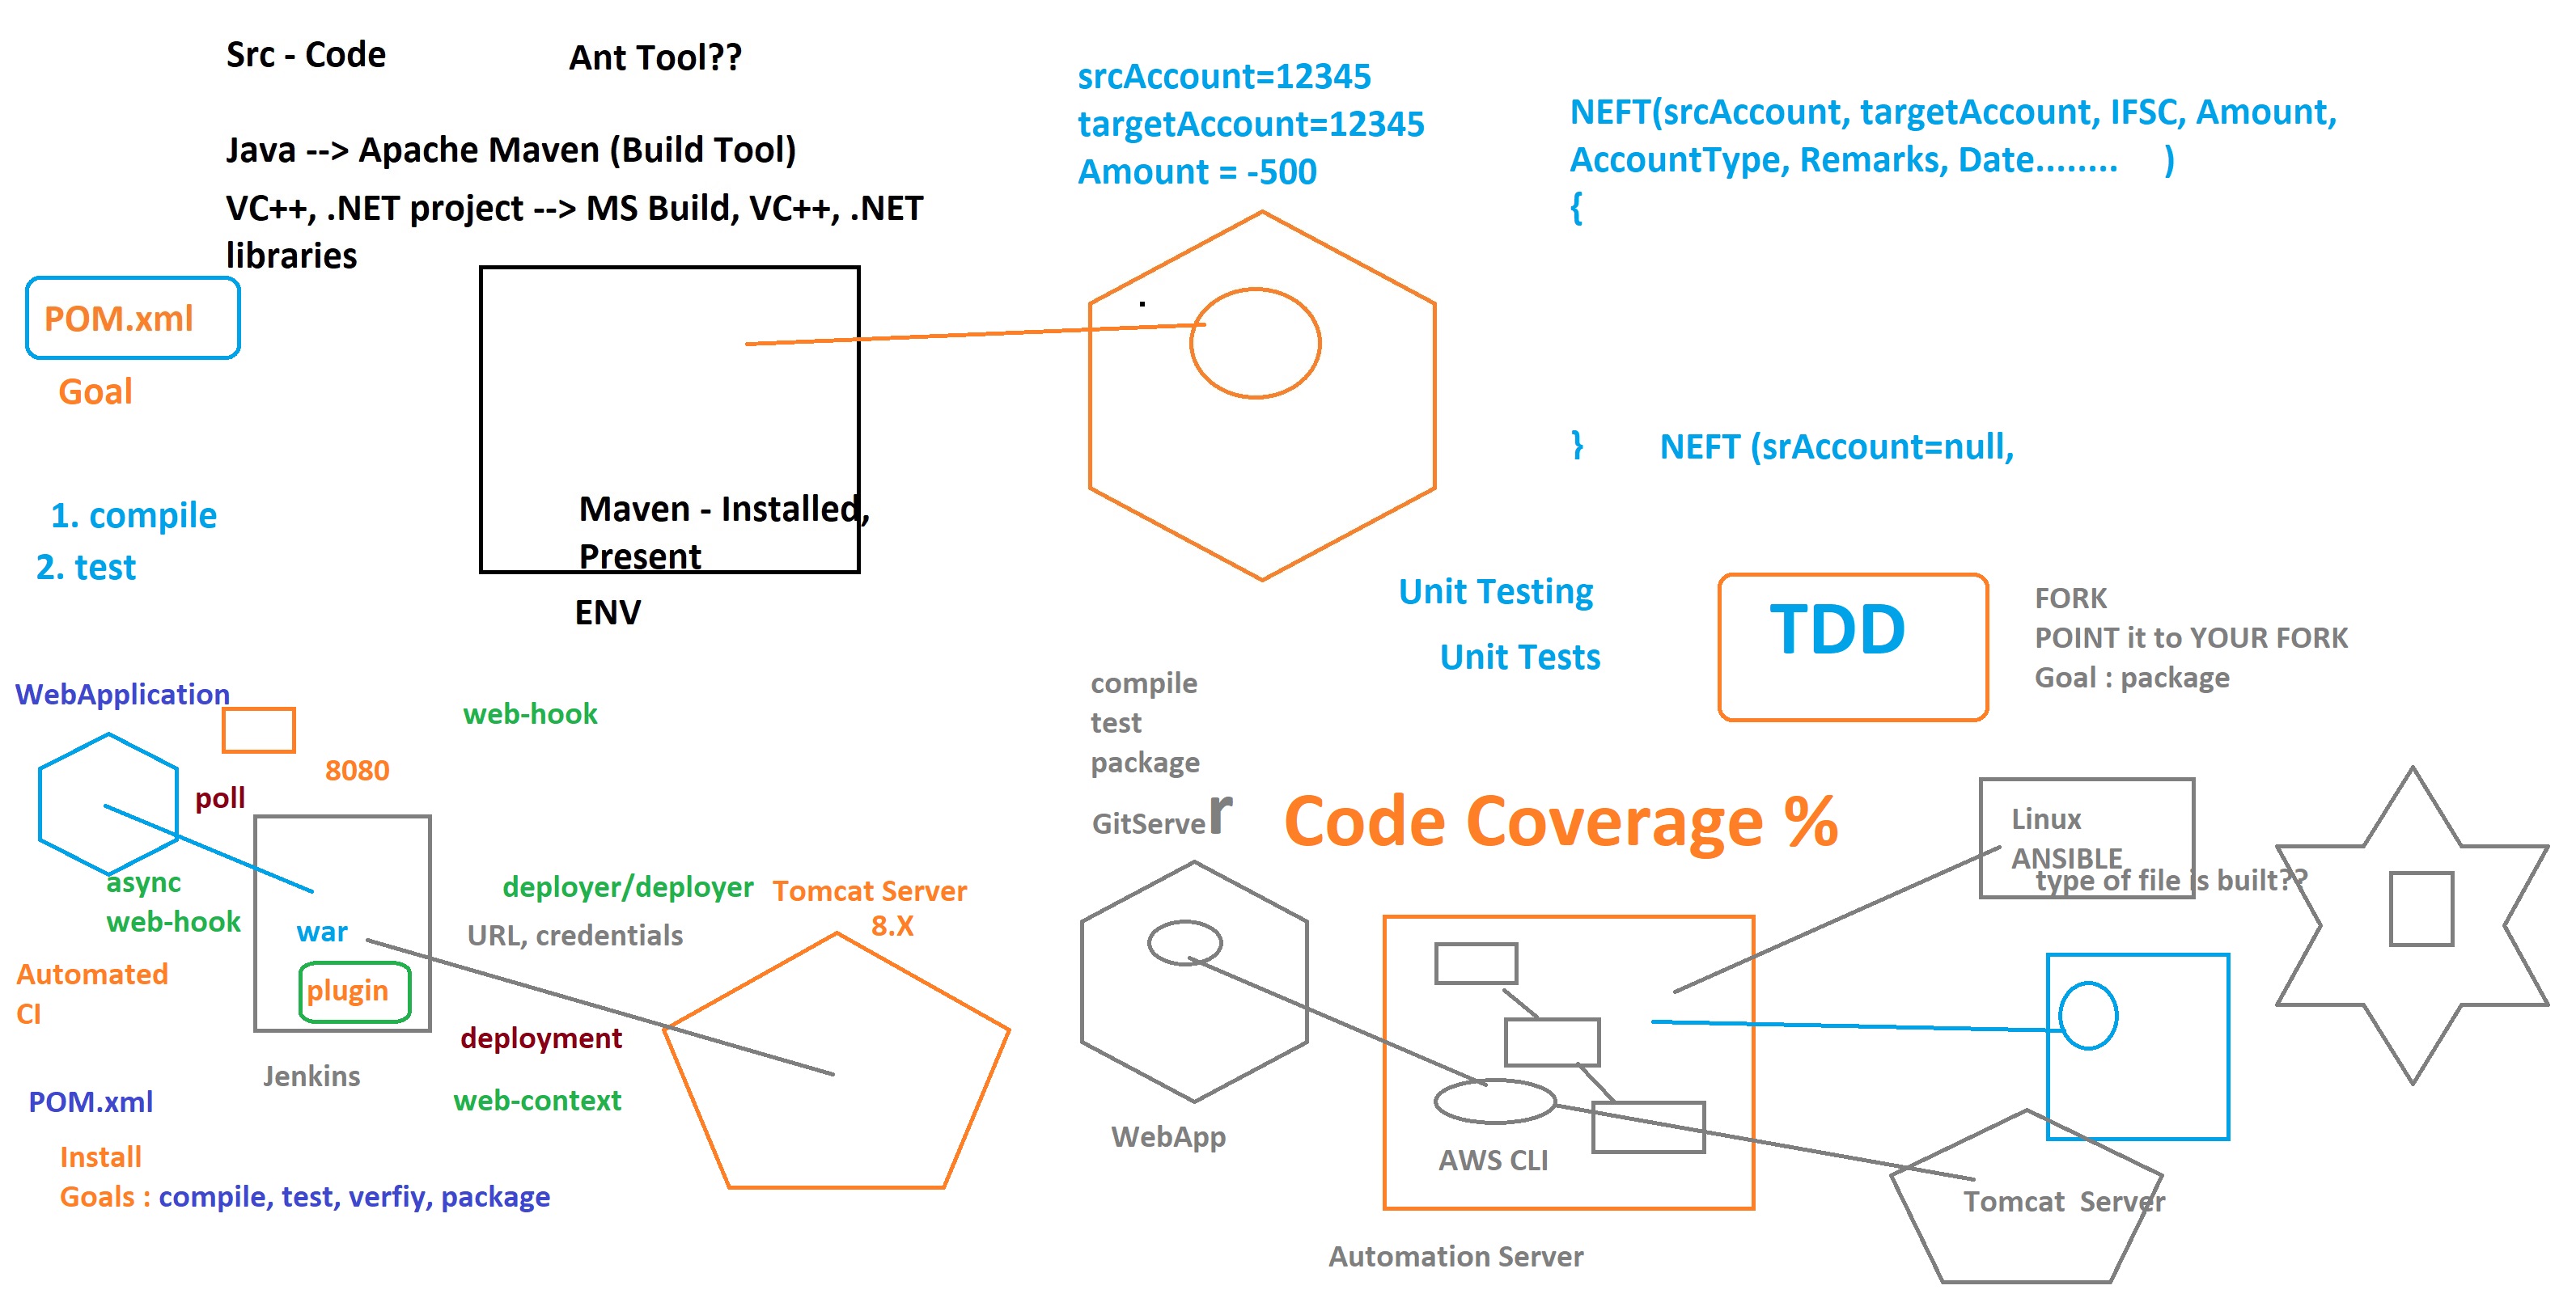 Src - Code
Ant Tool??
Java --> Apache Maven (Build Tool)
VC++, .NET project --> MS Build, VC++, .NET
libraries
POM.xml
Goal
1. compile
2. test
Maven - Installed,
Present
ENV
srcAccount=12345
targetAccount=12345
Amount = -500
NEFT(srcAccount, targetAccount, IFSC, Amount,
AccountType, Remarks, Date........ )
{
} NEFT (srAccount=null,
Unit Testing
Unit Tests
TDD
FORK
POINT it to YOUR FORK
Goal : package
WebApplication
web-hook
8080
poll
async
web-hook
war
plugin
Automated
CI
Jenkins
deployer/deployer
URL, credentials
Tomcat Server
8.X
deployment
web-context
POM.xml
Install
Goals : compile, test, verfiy, package
compile
test
package
GitServer
Code Coverage %
Linux
ANSIBLE
type of file is built??
WebApp
AWS CLI
Automation Server
Tomcat Server